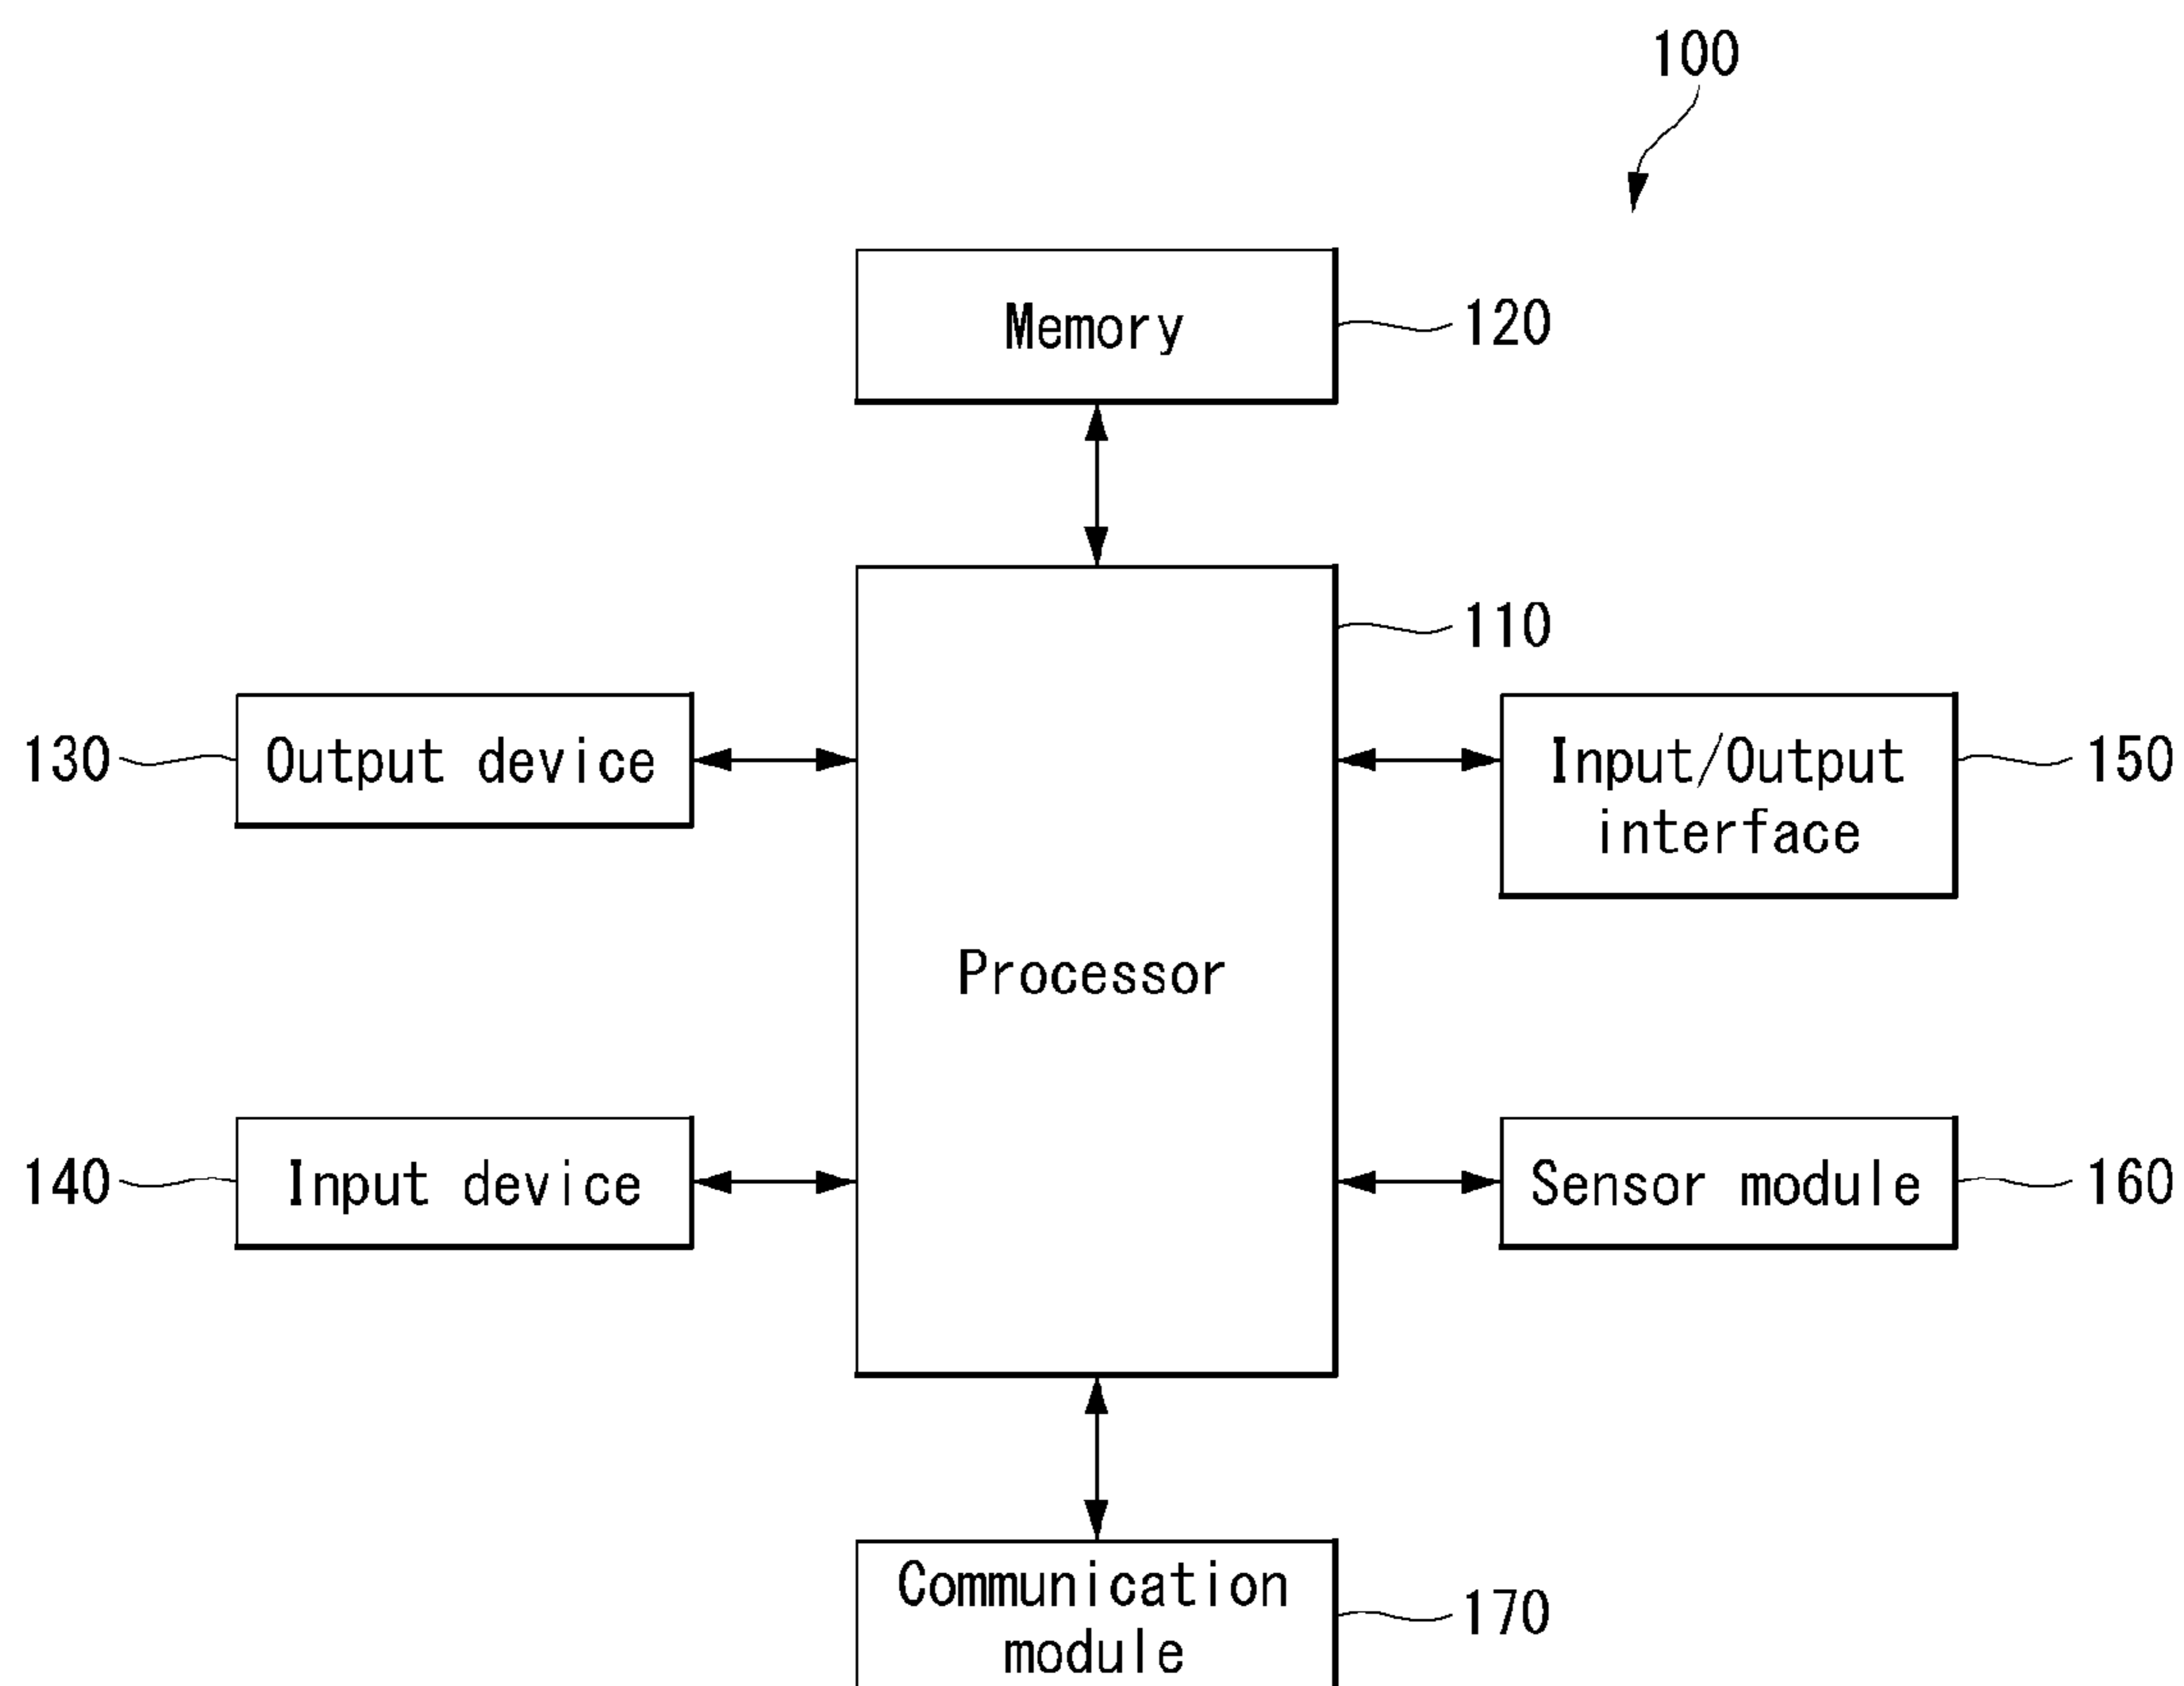 100
Memory
120
110
130
Output device
Input/Output
interface
150
Processor
140
Input device
Sensor module
160
Communication
module
170